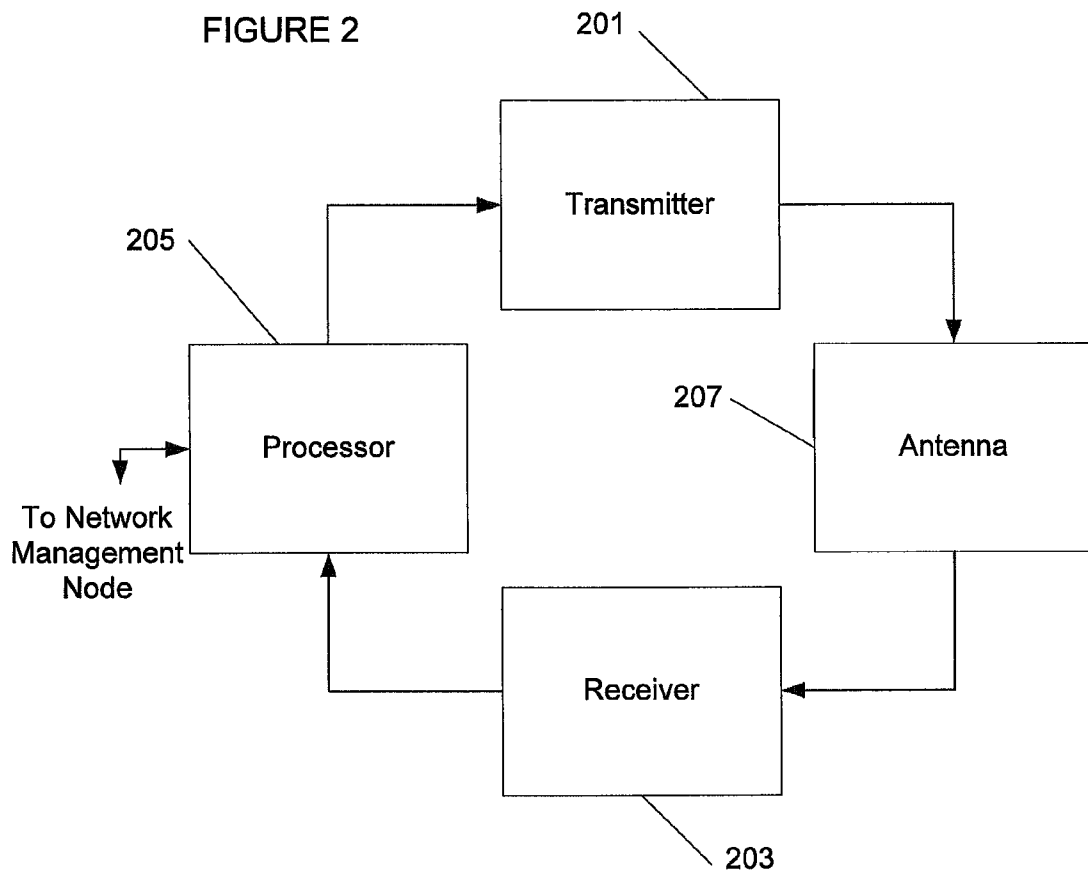 FIGURE 2
201
Transmitter
205
207
Processor
Antenna
To Network
Management
Node
Receiver
203